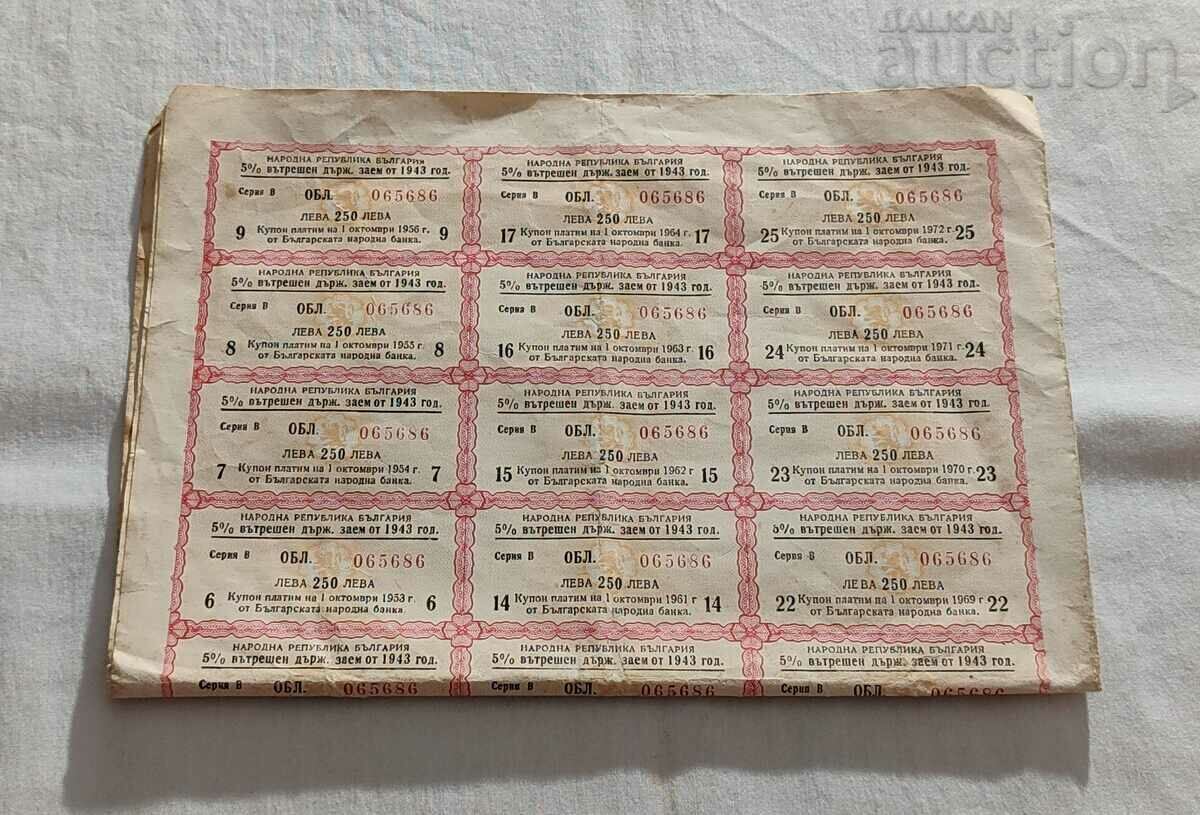 BALKAN
auction
НАРОДНА РЕПУБЛИКА БЪЛГАРИЯ
5% вътрешен държ. заем от 1943 год.
Серия В ОБЛ. 065686
ЛЕВА 250 ЛЕВА
9 Купон платим на 1 октомври 1956 г. 9
от Българската народна банка.
НАРОДНА РЕПУБЛИКА БЪЛГАРИЯ
5% вътрешен държ. заем от 1943 год.
Серия В ОБЛ. 065686
ЛЕВА 250 ЛЕВА
17 Купон платим на 1 октомври 1964 г. 17
от Българската народна банка.
НАРОДНА РЕПУБЛИКА БЪЛГАРИЯ
5% вътрешен държ. заем от 1943 год.
Серия В ОБЛ. 065686
ЛЕВА 250 ЛЕВА
25 Купон платим на 1 октомври 1972 г. 25
от Българската народна банка.
НАРОДНА РЕПУБЛИКА БЪЛГАРИЯ
5% вътрешен държ. заем от 1943 год.
Серия В ОБЛ. 065686
ЛЕВА 250 ЛЕВА
8 Купон платим на 1 октомври 1955 г. 8
от Българската народна банка.
НАРОДНА РЕПУБЛИКА БЪЛГАРИЯ
5% вътрешен държ. заем от 1943 год.
Серия В ОБЛ. 065686
ЛЕВА 250 ЛЕВА
16 Купон платим на 1 октомври 1963 г. 16
от Българската народна банка.
НАРОДНА РЕПУБЛИКА БЪЛГАРИЯ
5% вътрешен държ. заем от 1943 год.
Серия В ОБЛ. 065686
ЛЕВА 250 ЛЕВА
24 Купон платим на 1 октомври 1971 г. 24
от Българската народна банка.
НАРОДНА РЕПУБЛИКА БЪЛГАРИЯ
5% вътрешен държ. заем от 1943 год.
Серия В ОБЛ. 065686
ЛЕВА 250 ЛЕВА
7 Купон платим на 1 октомври 1954 г. 7
от Българската народна банка.
НАРОДНА РЕПУБЛИКА БЪЛГАРИЯ
5% вътрешен държ. заем от 1943 год.
Серия В ОБЛ. 065686
ЛЕВА 250 ЛЕВА
15 Купон платим на 1 октомври 1962 г 15
от Българската народна банка.
НАРОДНА РЕПУБЛИКА БЪЛГАРИЯ
5% вътрешен държ. заем от 1943 год.
Серия В ОБЛ. 065686
ЛЕВА 250 ЛЕВА
23 Купон платим на 1 октомври 1970 г. 23
от Българската народна банка.
НАРОДНА РЕПУБЛИКА БЪЛГАРИЯ
5% вътрешен държ. заем от 1943 год.
Серия В ОБЛ. 065686
ЛЕВА 250 ЛЕВА
6 Купон платим на 1 октомври 1953 г. 6
от Българската народна банка.
НАРОДНА РЕПУБЛИКА БЪЛГАРИЯ
5% вътрешен държ. заем от 1943 год.
Серия В ОБЛ. 065686
ЛЕВА 250 ЛЕВА
14 Купон платим на 1 октомври 1961 г 14
от Българската народна банка.
НАРОДНА РЕПУБЛИКА БЪЛГАРИЯ
5% вътрешен държ. заем от 1943 год.
Серия В ОБЛ. 065686
ЛЕВА 250 ЛЕВА
22 Купон платим на 1 октомври 1969 г 22
от Българската народна банка.
НАРОДНА РЕПУБЛИКА БЪЛГАРИЯ
5% вътрешен държ. заем от 1943 год.
Серия В ОБЛ. 065686
НАРОДНА РЕПУБЛИКА БЪЛГАРИЯ
5% вътрешен държ. заем от 1943 год.
Серия В ОБЛ. 065686
НАРОДНА РЕПУБЛИКА БЪЛГАРИЯ
5% вътрешен държ. заем от 1943 год.
Серия В ОБЛ. 065686